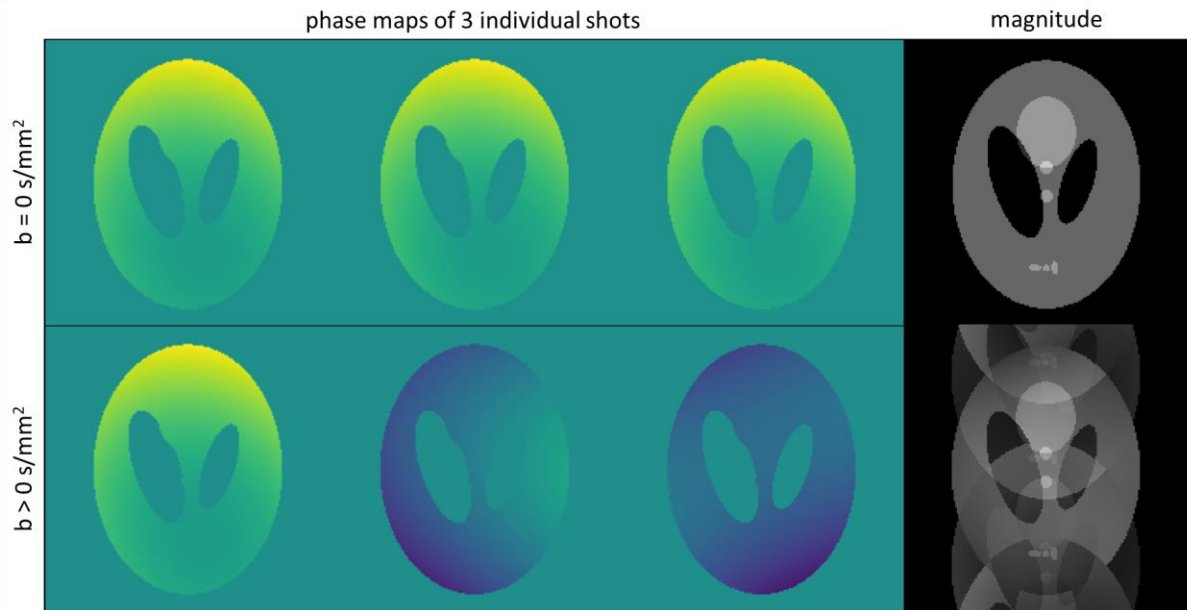 phase maps of 3 individual shots
magnitude
b = 0 s/mm²
b > 0 s/mm²